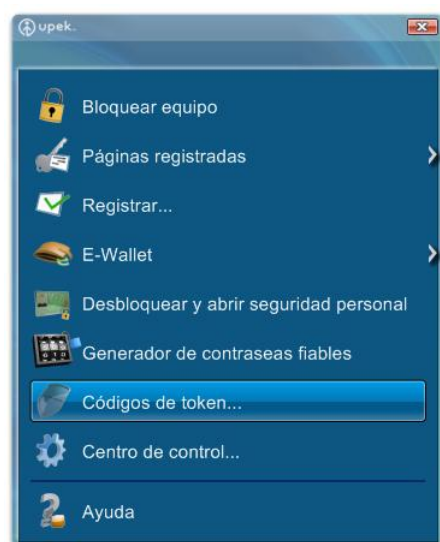 upek.
Bloquear equipo
Páginas registradas
Registrar...
E-Wallet
Desbloquear y abrir seguridad personal
Generador de contraseas fiables
Códigos de token...
Centro de control...
Ayuda